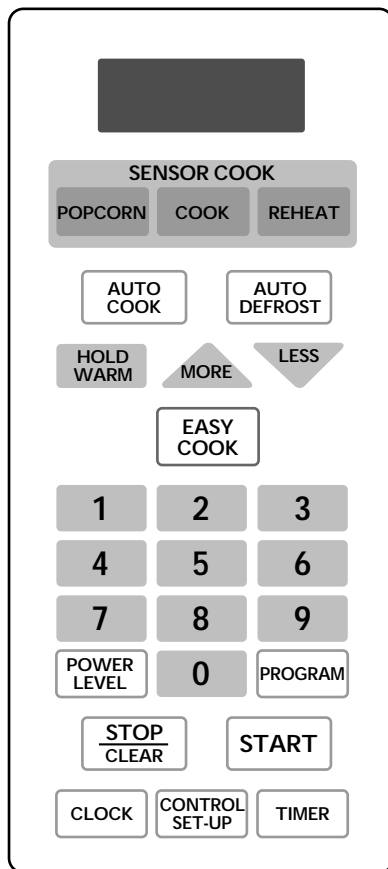 SENSOR COOK
POPCORN COOK REHEAT
AUTO
COOK
AUTO
DEFROST
HOLD
WARM
MORE
LESS
EASY
COOK
1 2 3
4 5 6
7 8 9
POWER
LEVEL
0
PROGRAM
STOP
CLEAR
START
CLOCK
CONTROL
SET-UP
TIMER